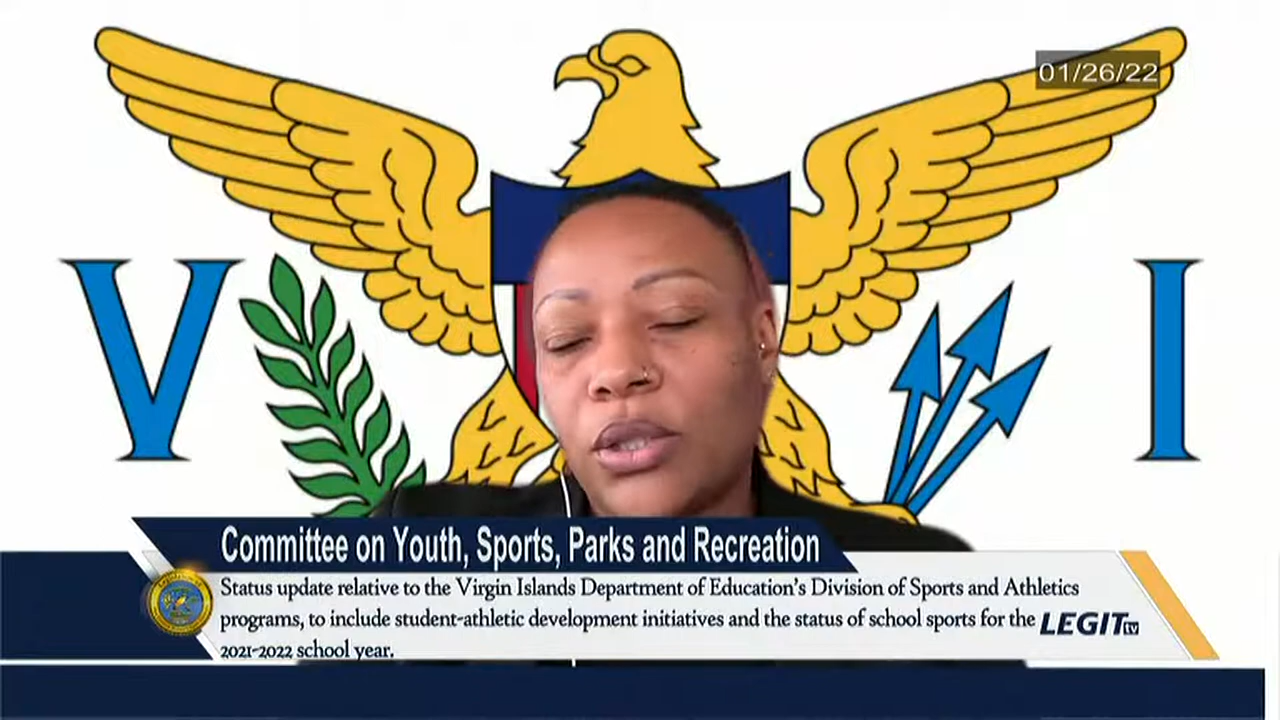 01/26/22
V
I
Committee on Youth, Sports, Parks and Recreation
Status update relative to the Virgin Islands Department of Education's Division of Sports and Athletics
programs, to include student-athletic development initiatives and the status of school sports for the
2021-2022 school year.
LEGIT tv